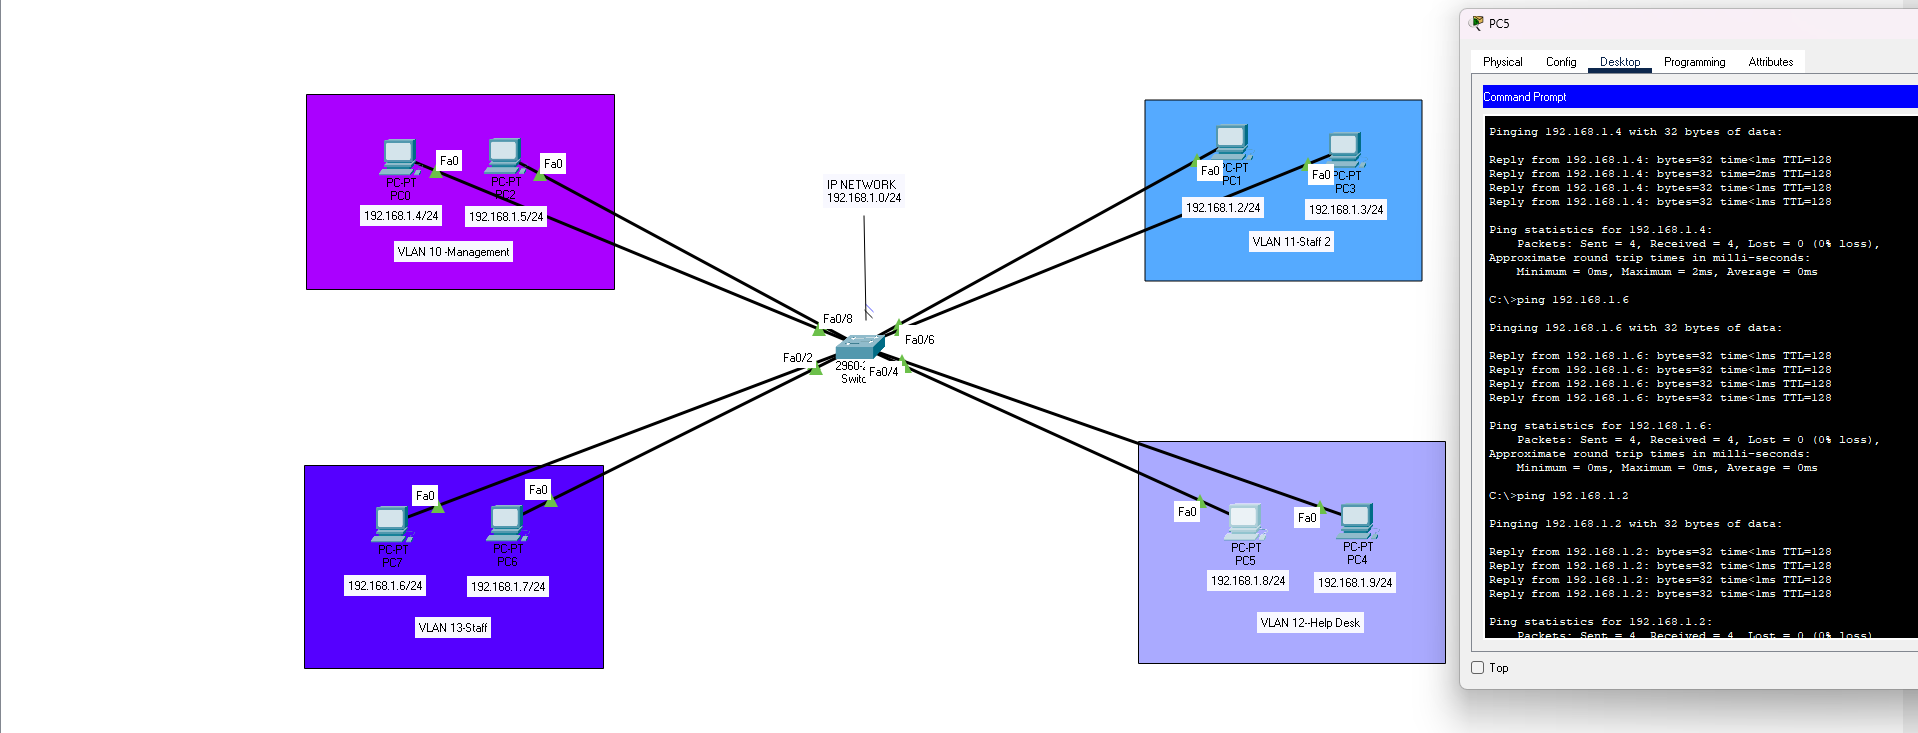 Fa0
Fa0
PC-PT
PC0
PC-PT
PC2
192.168.1.4/24
192.168.1.5/24
VLAN 10 -Management
IP NETWORK
192.168.1.0/24
Fa0
PC-PT
PC1
Fa0
PC-PT
PC3
192.168.1.2/24
192.168.1.3/24
VLAN 11-Staff 2
Fa0/8
Fa0/6
Fa0/2
Fa0/4
2960-2
Switc
Fa0
Fa0
PC-PT
PC7
PC-PT
PC6
192.168.1.6/24
192.168.1.7/24
VLAN 13-Staff
Fa0
Fa0
PC-PT
PC5
PC-PT
PC4
192.168.1.8/24
192.168.1.9/24
VLAN 12--Help Desk
PC5
Physical Config Desktop Programming Attributes
Command Prompt
Pinging 192.168.1.4 with 32 bytes of data:
Reply from 192.168.1.4: bytes=32 time<1ms TTL=128
Reply from 192.168.1.4: bytes=32 time=2ms TTL=128
Reply from 192.168.1.4: bytes=32 time<1ms TTL=128
Reply from 192.168.1.4: bytes=32 time<1ms TTL=128
Ping statistics for 192.168.1.4:
Packets: Sent = 4, Received = 4, Lost = 0 (0% loss),
Approximate round trip times in milli-seconds:
Minimum = 0ms, Maximum = 2ms, Average = 0ms
C:\>ping 192.168.1.6
Pinging 192.168.1.6 with 32 bytes of data:
Reply from 192.168.1.6: bytes=32 time<1ms TTL=128
Reply from 192.168.1.6: bytes=32 time<1ms TTL=128
Reply from 192.168.1.6: bytes=32 time<1ms TTL=128
Reply from 192.168.1.6: bytes=32 time<1ms TTL=128
Ping statistics for 192.168.1.6:
Packets: Sent = 4, Received = 4, Lost = 0 (0% loss),
Approximate round trip times in milli-seconds:
Minimum = 0ms, Maximum = 0ms, Average = 0ms
C:\>ping 192.168.1.2
Pinging 192.168.1.2 with 32 bytes of data:
Reply from 192.168.1.2: bytes=32 time<1ms TTL=128
Reply from 192.168.1.2: bytes=32 time<1ms TTL=128
Reply from 192.168.1.2: bytes=32 time<1ms TTL=128
Reply from 192.168.1.2: bytes=32 time<1ms TTL=128
Ping statistics for 192.168.1.2:
Packets: Sent = 4, Received = 4, Lost = 0 (0% loss)
Top